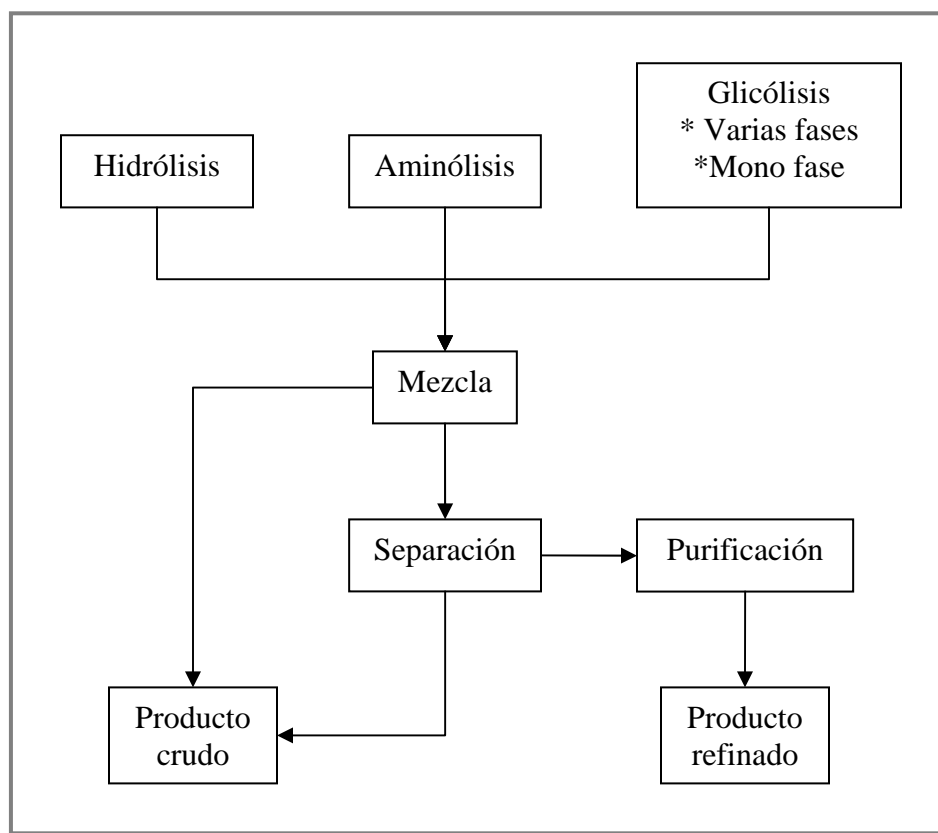 Hidrólisis
Aminólisis
Glicólisis
* Varias fases
*Mono fase
Mezcla
Separación
Purificación
Producto
crudo
Producto
refinado